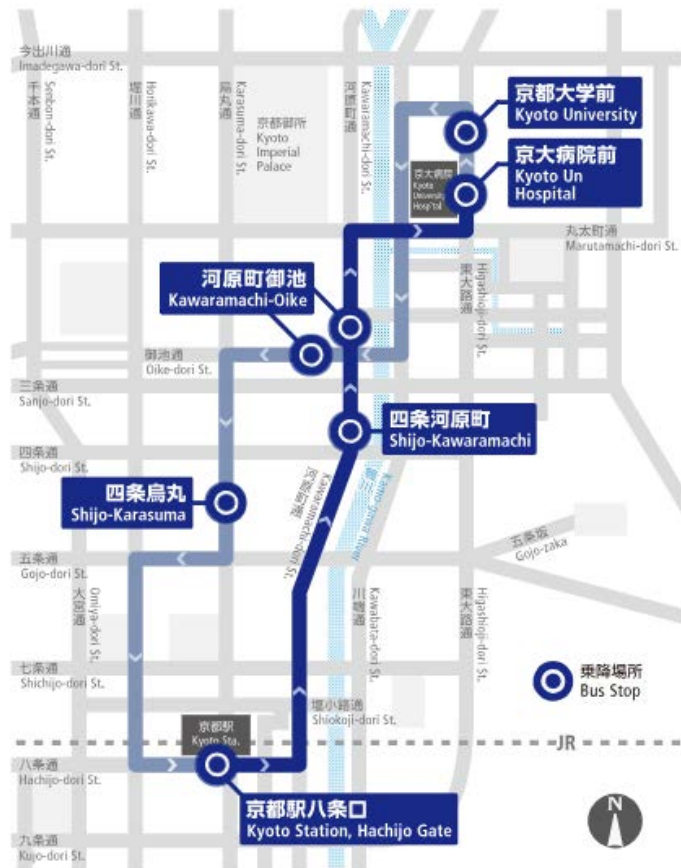 今出川通
Imadegawa-dori St.
千本通
Senbon-dori St.
堀川通
Horikawa-dori St.
烏丸通
Karasuma-dori St.
京都御所
Kyoto
Imperial
Palace
河原町通
Kawaramachi-dori St.
京都大学前
Kyoto University
京大病院
Kyoto
University
Hospital
京大病院前
Kyoto Un
Hospital
丸太町通
Marutamachi-dori St.
河原町御池
Kawaramachi-Oike
東大路通
Higashioji-dori St.
御池通
Oike-dori St.
三条通
Sanjo-dori St.
四条河原町
Shijo-Kawaramachi
四条通
Shijo-dori St.
四条烏丸
Shijo-Karasuma
河原町通
Kawaramachi-dori St.
鴨川
Kamo-gawa River
五条坂
Gojo-zaka
五条通
Gojo-dori St.
大宮通
Omiya-dori St.
川端通
Kawabata-dori St.
東大路通
Higashioji-dori St.
七条通
Shichijo-dori St.
乗降場所
Bus Stop
塩小路通
Shiokoji-dori St.
京都駅
Kyoto Sta.
JR
八条通
Hachijo-dori St.
京都駅八条口
Kyoto Station, Hachijo Gate
N
九条通
Kujo-dori St.